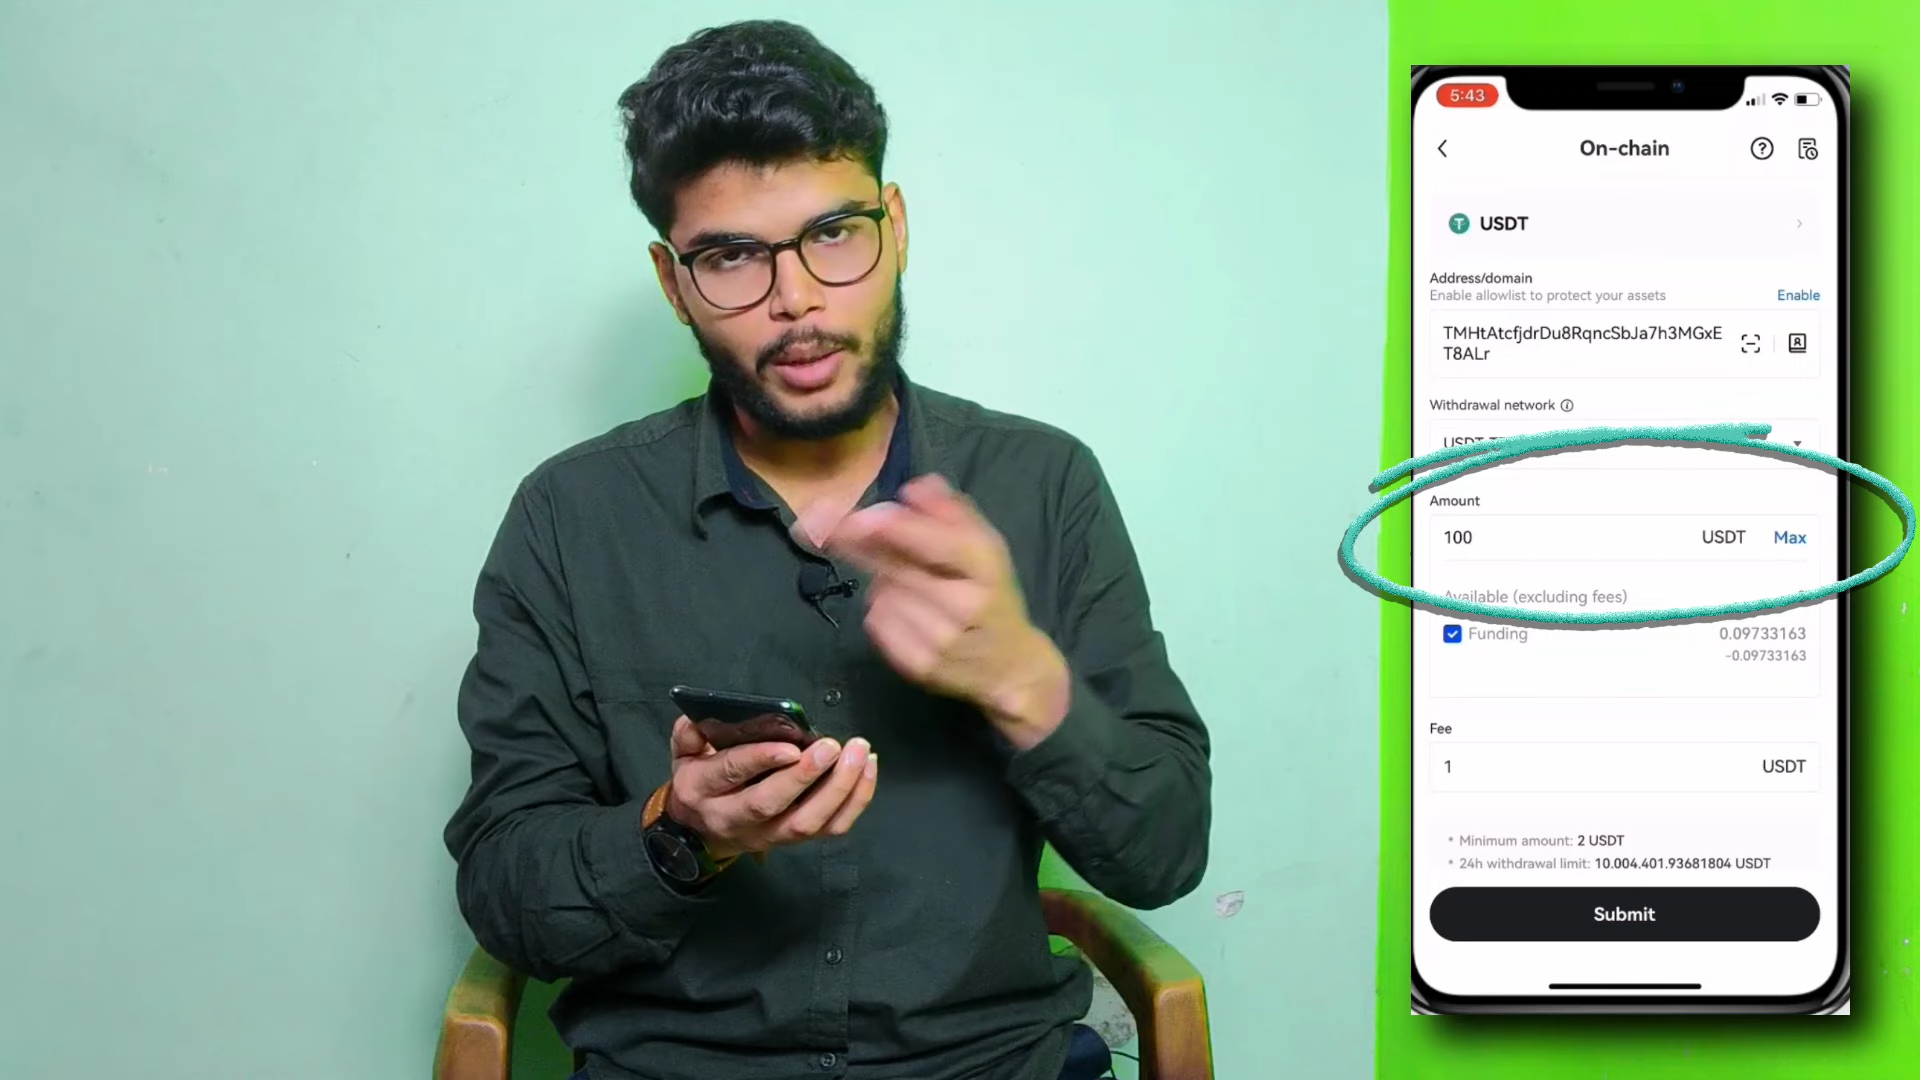 5:43
On-chain
USDT
Address/domain
Enable allowlist to protect your assets Enable
TMHtAtcfjdrDu8RqncSbJa7h3MGxE
T8ALr
Withdrawal network
USDT
Amount
100 USDT Max
Available (excluding fees)
Funding 0.09733163
-0.09733163
Fee
1 USDT
* Minimum amount: 2 USDT
* 24h withdrawal limit: 10.004.401.93681804 USDT
Submit